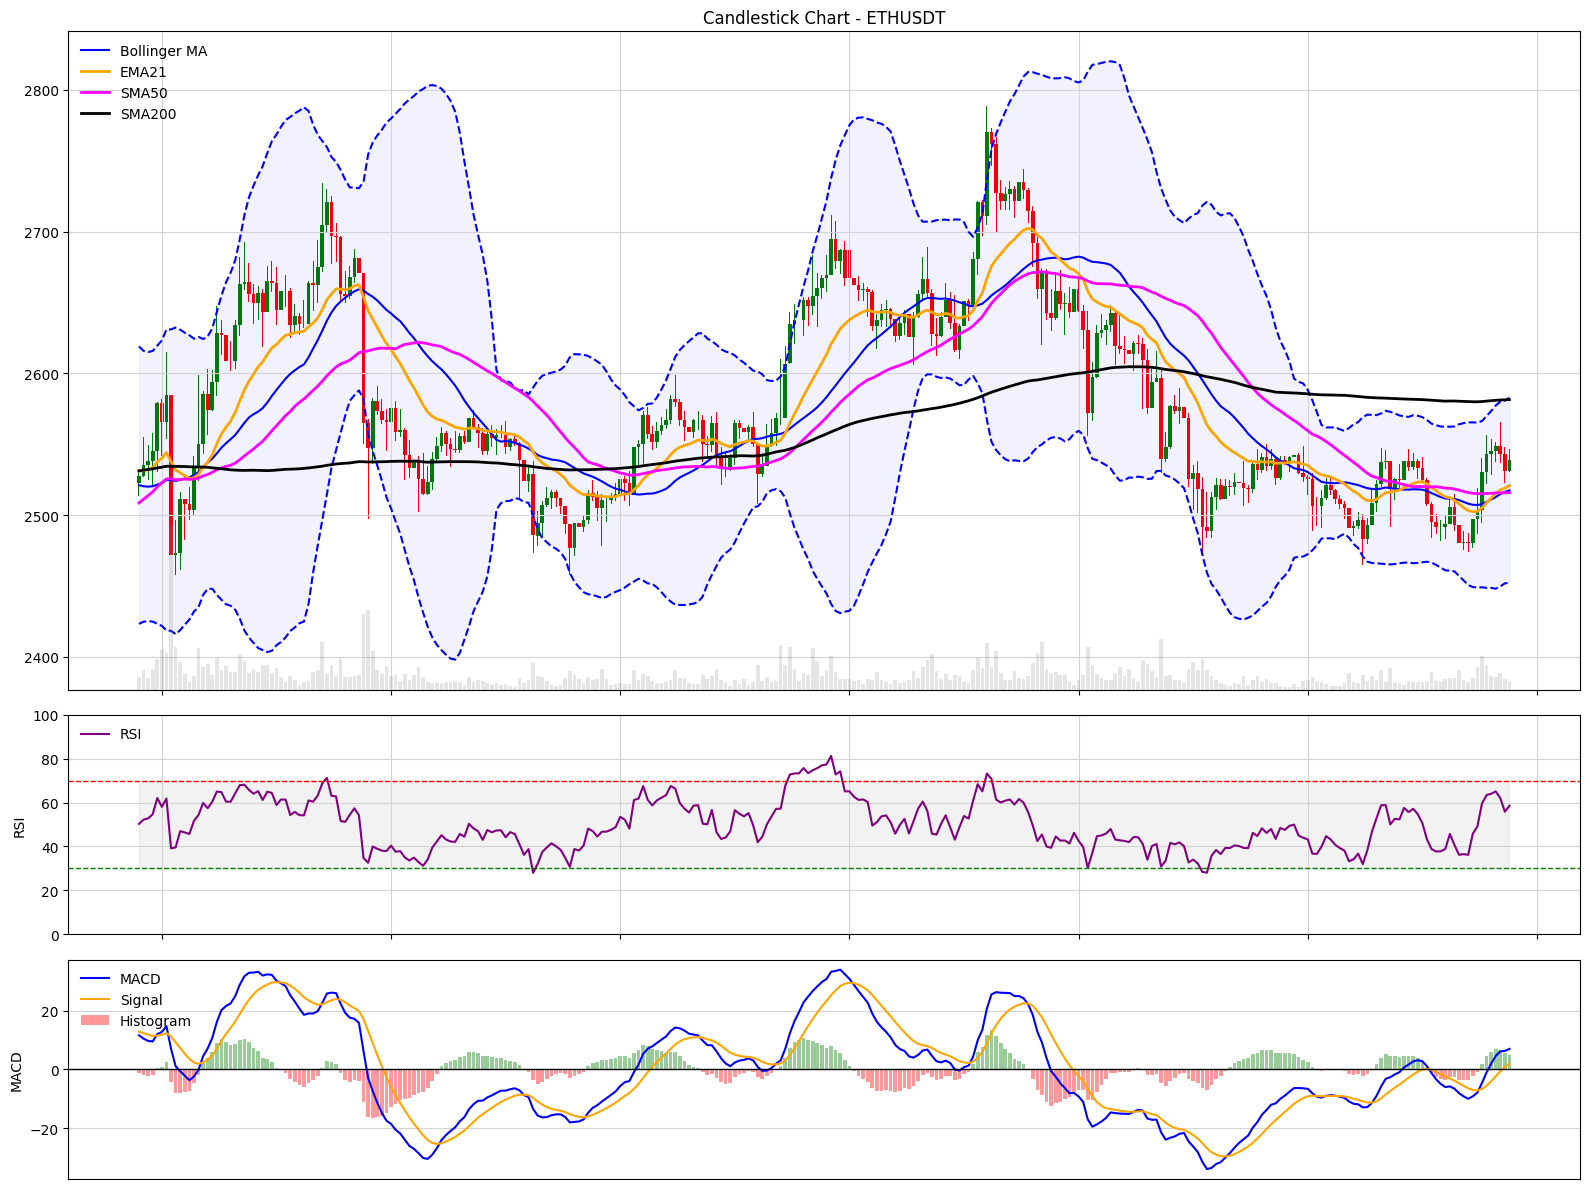 Candlestick Chart - ETHUSDT
Bollinger MA
EMA21
SMA50
SMA200
2800
2700
2600
2500
2400
RSI
100
80
60
40
20
0
RSI
MACD
Signal
Histogram
20
0
−20
MACD